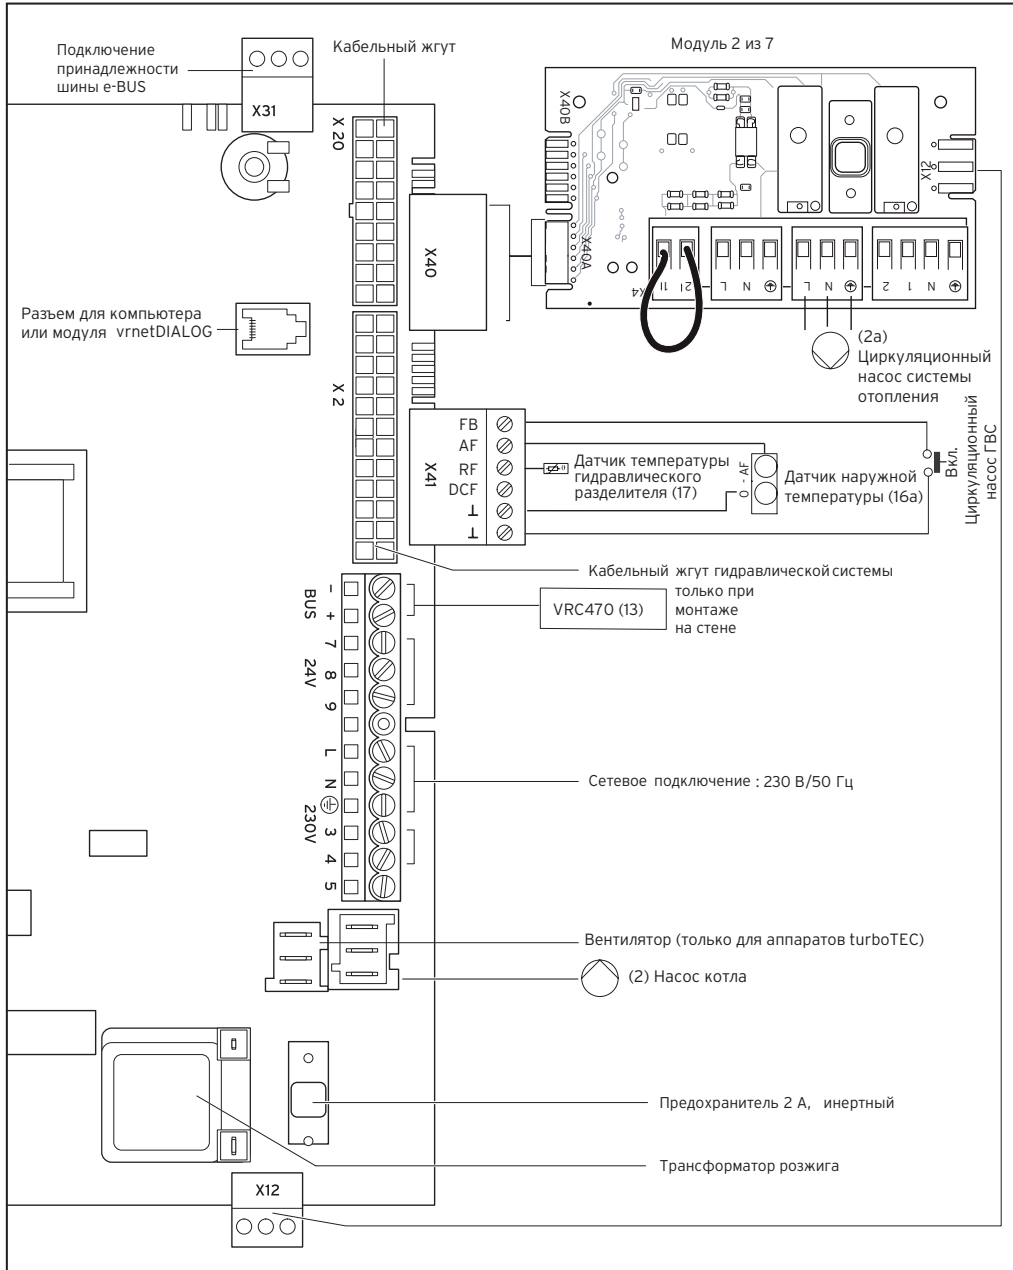 Подключение
принадлежности
шины e-BUS
Кабельный жгут
Модуль 2 из 7
X31
X 20
X40B
X12
X40
X40A
X4
L N
L N
2 1 N
Разъем для компьютера
или модуля vrnetDIALOG
(2a)
Циркуляционный
насос системы
отопления
X 2
X41
FB
AF
RF
DCF
Датчик температуры
гидравлического
разделителя (17)
0 - AF
Датчик наружной
температуры (16a)
Вкл.
Циркуляционный
насос ГВС
Кабельный жгут гидравлической системы
VRC470 (13)
только при
монтаже
на стене
BUS
- +
24V
7 8 9
L N
230V
3 4 5
Сетевое подключение : 230 В/50 Гц
Вентилятор (только для аппаратов turboTEC)
(2) Насос котла
Предохранитель 2 А, инертный
Трансформатор розжига
X12